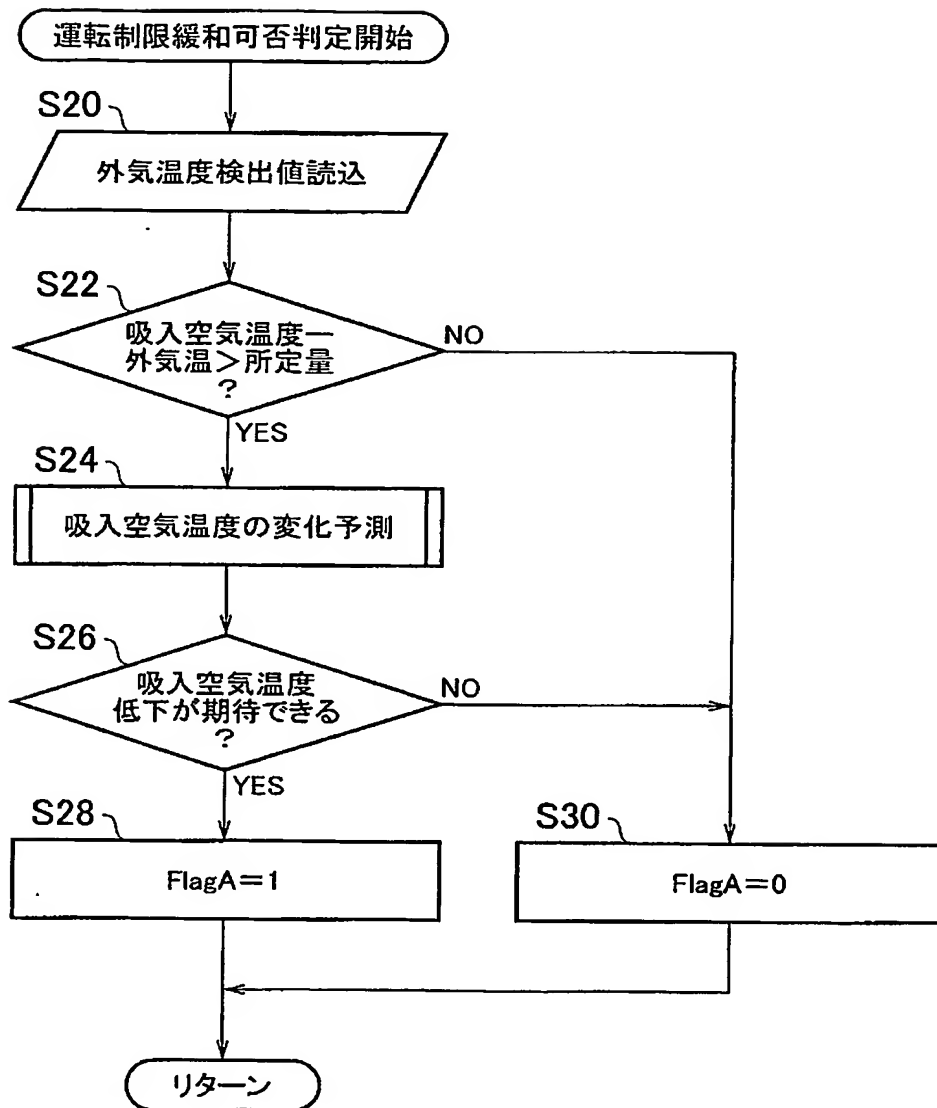 運転制限緩和可否判定開始
S20
外気温度検出値読込
S22
吸入空気温度ー
外気温>所定量
?
NO
YES
S24
吸入空気温度の変化予測
S26
吸入空気温度
低下が期待できる
?
NO
YES
S28
FlagA=1
S30
FlagA=0
リターン